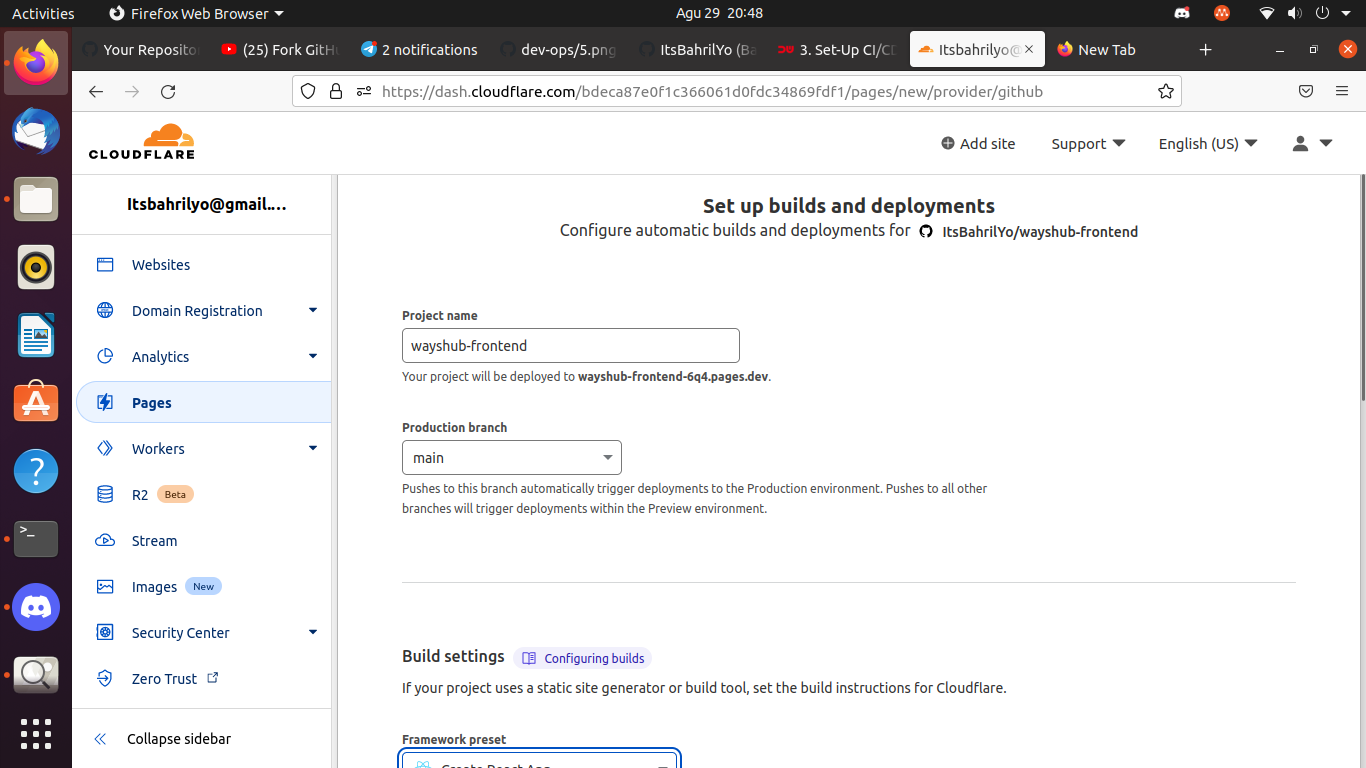 Activities
Firefox Web Browser
Agu 29 20:48
Your Reposito
(25) Fork GitHu
2 notifications
dev-ops/5.png
ItsBahrilYo (Ba
3. Set-Up CI/CD
Itsbahrilyo@
New Tab
https://dash.cloudflare.com/bdeca87e0f1c366061d0fdc34869fdf1/pages/new/provider/github
CLOUDFLARE
Add site
Support
English (US)
Itsbahrilyo@gmail....
Websites
Domain Registration
Analytics
Pages
Workers
R2 Beta
Stream
Images New
Security Center
Zero Trust
Collapse sidebar
Set up builds and deployments
Configure automatic builds and deployments for ItsBahrilYo/wayshub-frontend
Project name
wayshub-frontend
Your project will be deployed to wayshub-frontend-6q4.pages.dev.
Production branch
main
Pushes to this branch automatically trigger deployments to the Production environment. Pushes to all other
branches will trigger deployments within the Preview environment.
Build settings Configuring builds
If your project uses a static site generator or build tool, set the build instructions for Cloudflare.
Framework preset
Create React App